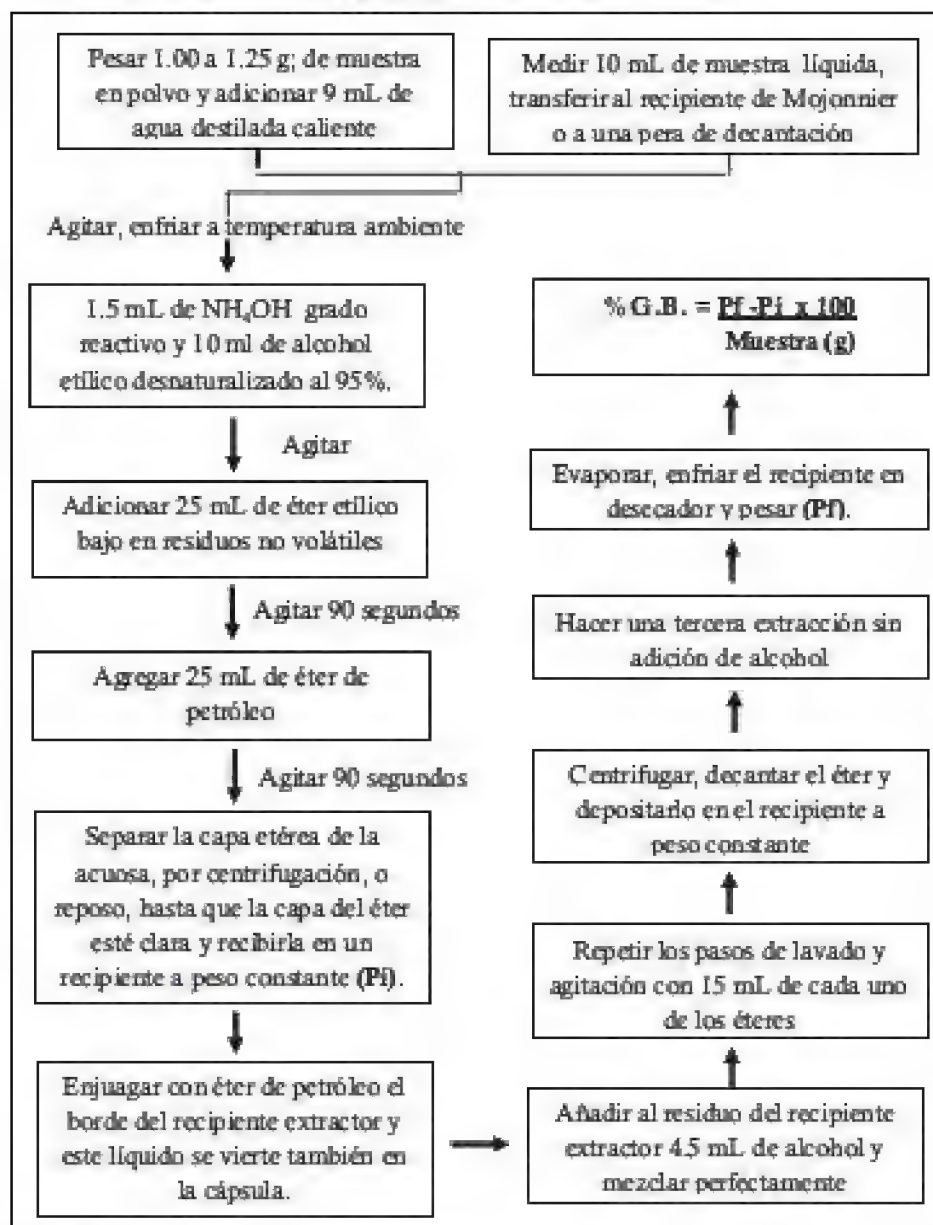 Pesar 1.00 a 1.25 g; de muestra
en polvo y adicionar 9 mL de
agua destilada caliente
Medir 10 mL de muestra líquida,
transferir al recipiente de Mojonnier
o a una pera de decantación
Agitar, enfriar a temperatura ambiente
1.5 mL de NH₄OH grado
reactivo y 10 ml de alcohol
etílico desnaturalizado al 95%.
Agitar
Adicionar 25 mL de éter etílico
bajo en residuos no volátiles
Agitar 90 segundos
Agregar 25 mL de éter de
petróleo
Agitar 90 segundos
Separar la capa etérea de la
acuosa, por centrifugación, o
reposo, hasta que la capa del éter
esté clara y recibirla en un
recipiente a peso constante (Pi).
Enjuagar con éter de petróleo el
borde del recipiente extractor y
este líquido se vierte también en
la cápsula.
Añadir al residuo del recipiente
extractor 4.5 mL de alcohol y
mezclar perfectamente
Repetir los pasos de lavado y
agitación con 15 mL de cada uno
de los éteres
Centrifugar, decantar el éter y
depositarlo en el recipiente a
peso constante
Hacer una tercera extracción sin
adición de alcohol
Evaporar, enfriar el recipiente en
desecador y pesar (Pf).
% G.B. = Pf -Pi x 100
Muestra (g)